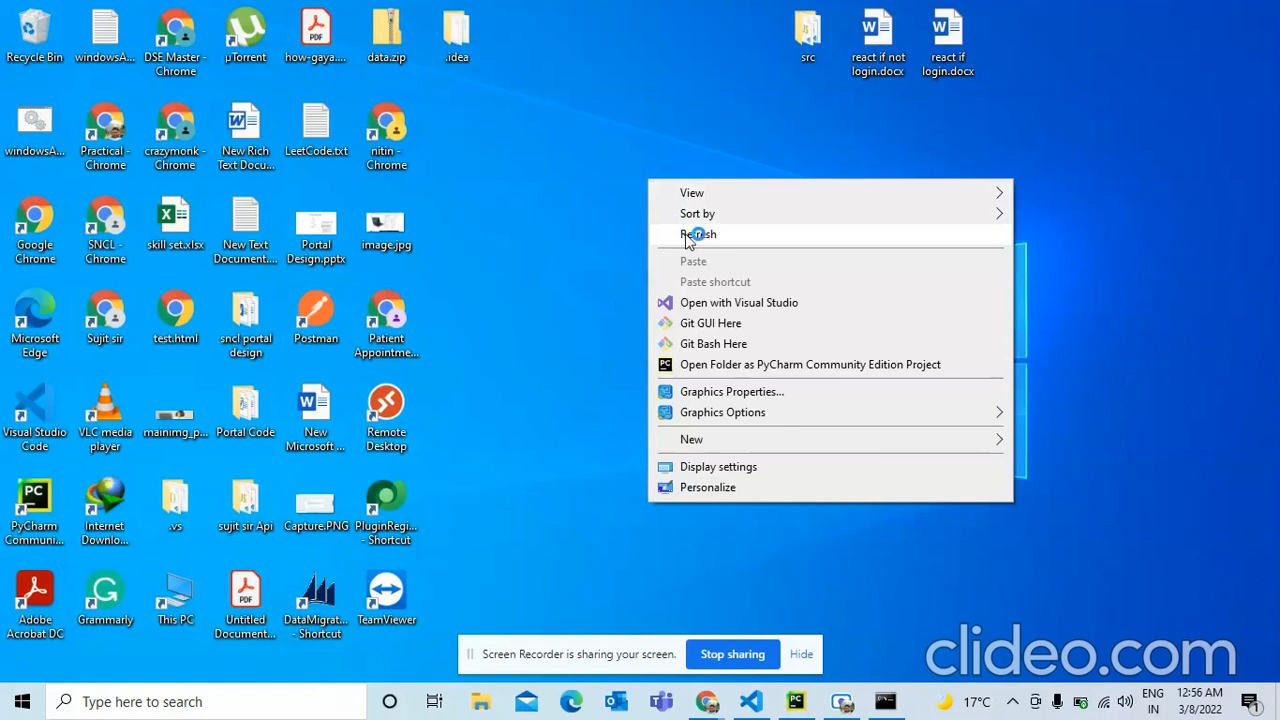 Recycle Bin
windowsA...
DSE Master -
Chrome
µTorrent
how-gaya....
data.zip
.idea
src
react if not
login.docx
react if
login.docx
windowsA...
Practical -
Chrome
crazymonk -
Chrome
New Rich
Text Docu...
LeetCode.txt
nitin -
Chrome
Google
Chrome
SNCL -
Chrome
skill set.xlsx
New Text
Document....
Portal
Design.pptx
image.jpg
Microsoft
Edge
Sujit sir
test.html
sncl portal
design
Postman
Patient
Appointme...
Visual Studio
Code
VLC media
player
mainimg_p...
Portal Code
New
Microsoft ...
Remote
Desktop
PyCharm
Communi...
Internet
Downlo...
.vs
sujit sir Api
Capture.PNG
PluginRegi...
- Shortcut
Adobe
Acrobat DC
Grammarly
This PC
Untitled
Document...
DataMigrat...
- Shortcut
TeamViewer
View
Sort by
Refresh
Paste
Paste shortcut
Open with Visual Studio
Git GUI Here
Git Bash Here
Open Folder as PyCharm Community Edition Project
Graphics Properties...
Graphics Options
New
Display settings
Personalize
Screen Recorder is sharing your screen.
Stop sharing
Hide
clideo.com
Type here to search
17°C
ENG
IN
12:56 AM
3/8/2022
1